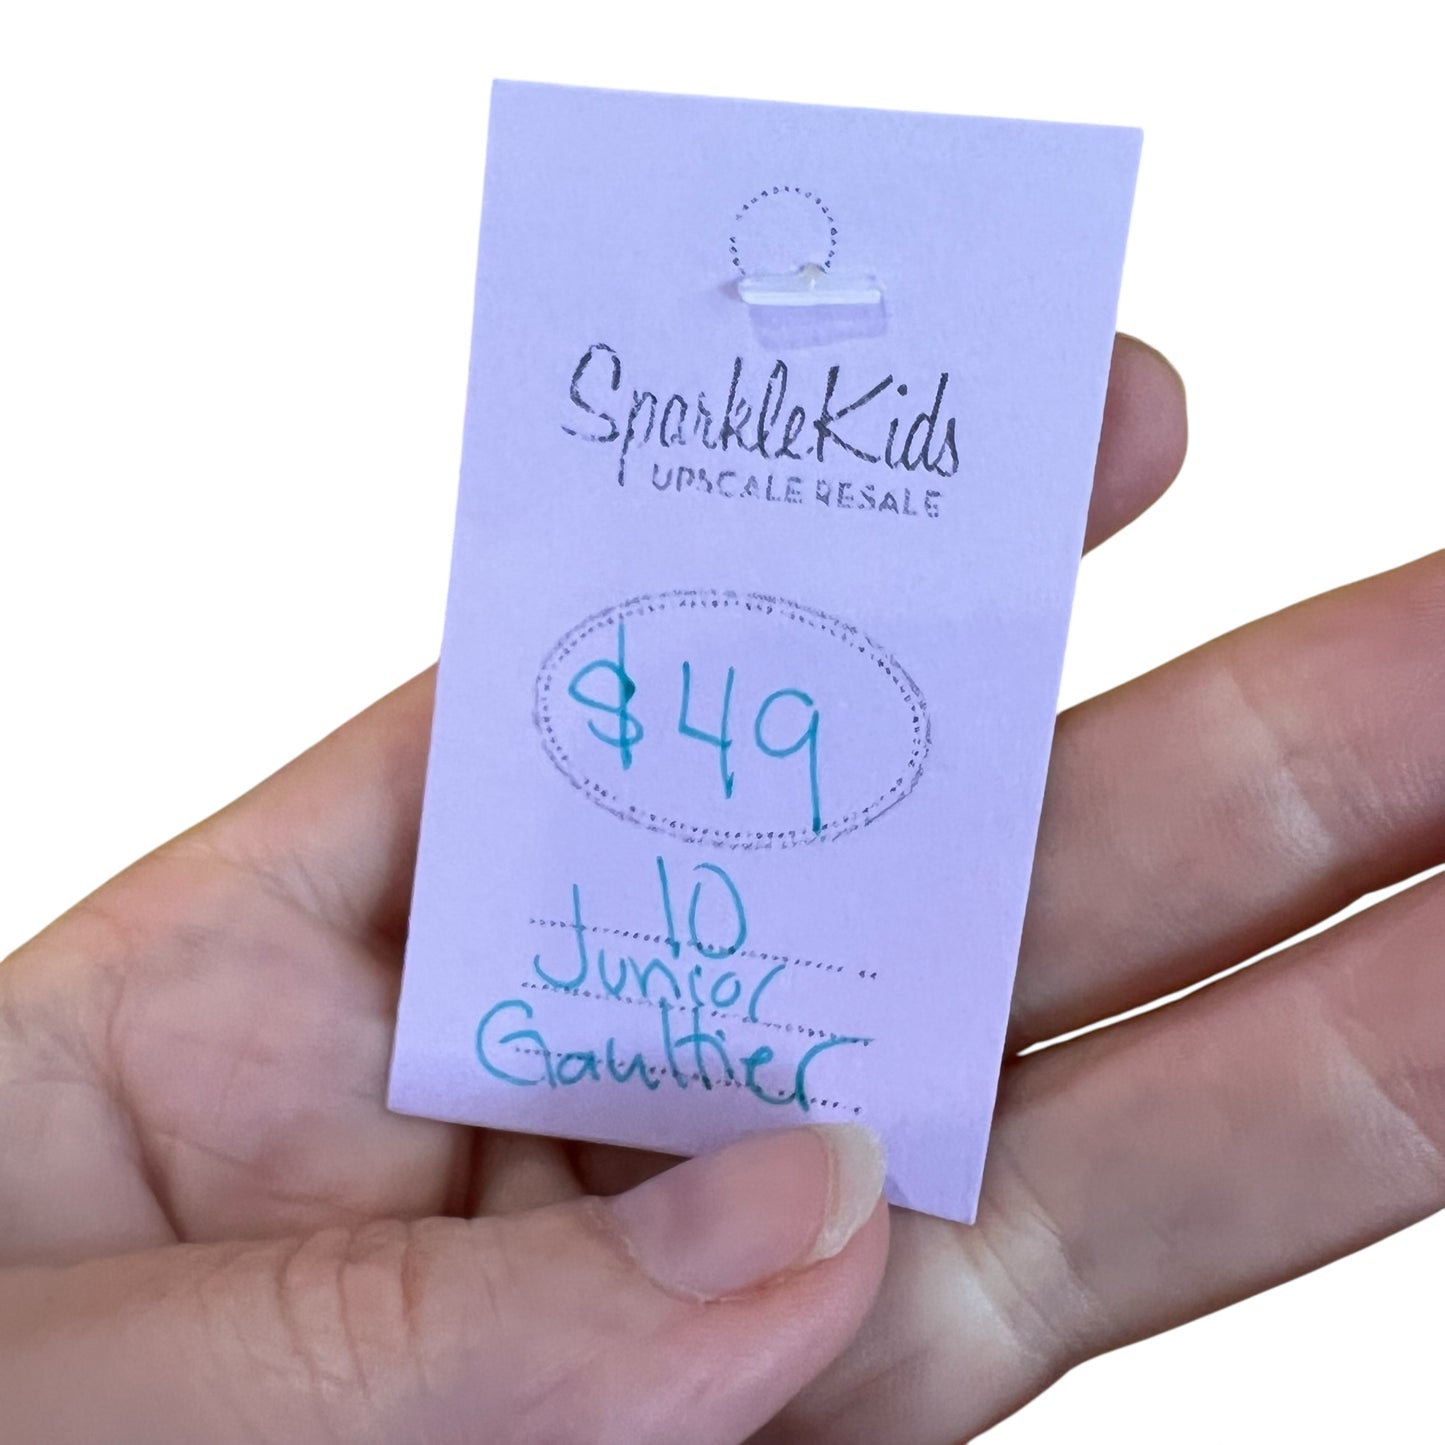 SparkleKids
UPSCALE RESALE
$49
10
Junior
Gaultier